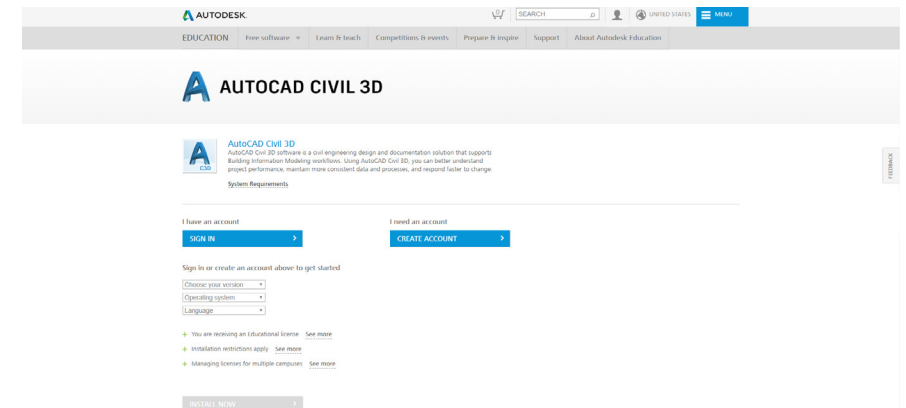 AUTODESK.
0
SEARCH
UNITED STATES
MENU
EDUCATION Free software Learn & teach Competitions & events Prepare & inspire Support About Autodesk Education
AUTOCAD CIVIL 3D
AutoCAD Civil 3D
AutoCAD Civil 3D software is a civil engineering design and documentation solution that supports
Building Information Modeling workflows. Using AutoCAD Civil 3D, you can better understand
project performance, maintain more consistent data and processes, and respond faster to change.
C3D
System Requirements
FEEDBACK
I have an account I need an account
SIGN IN CREATE ACCOUNT
Sign in or create an account above to get started
Choose your version
Operating system
Language
+ You are receiving an Educational license See more
+ Installation restrictions apply See more
+ Managing licenses for multiple campuses See more
INSTALL NOW